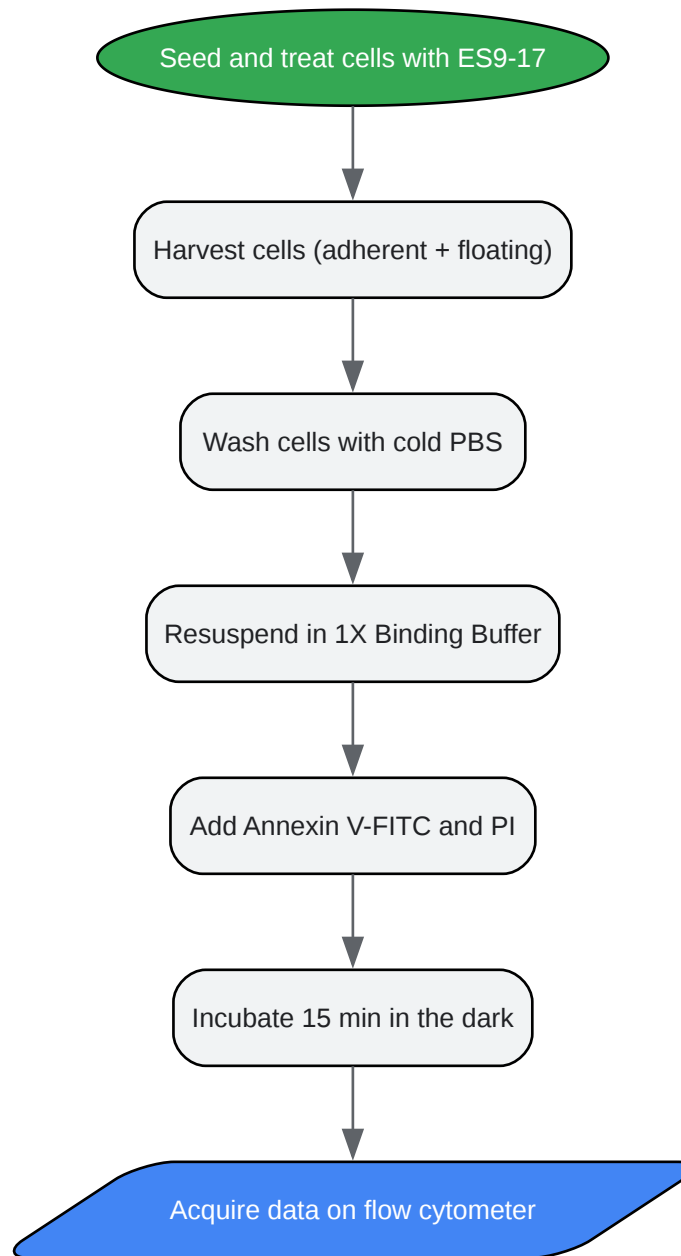 Seed and treat cells with ES9-17
Harvest cells (adherent + floating)
Wash cells with cold PBS
Resuspend in 1X Binding Buffer
Add Annexin V-FITC and PI
Incubate 15 min in the dark
Acquire data on flow cytometer